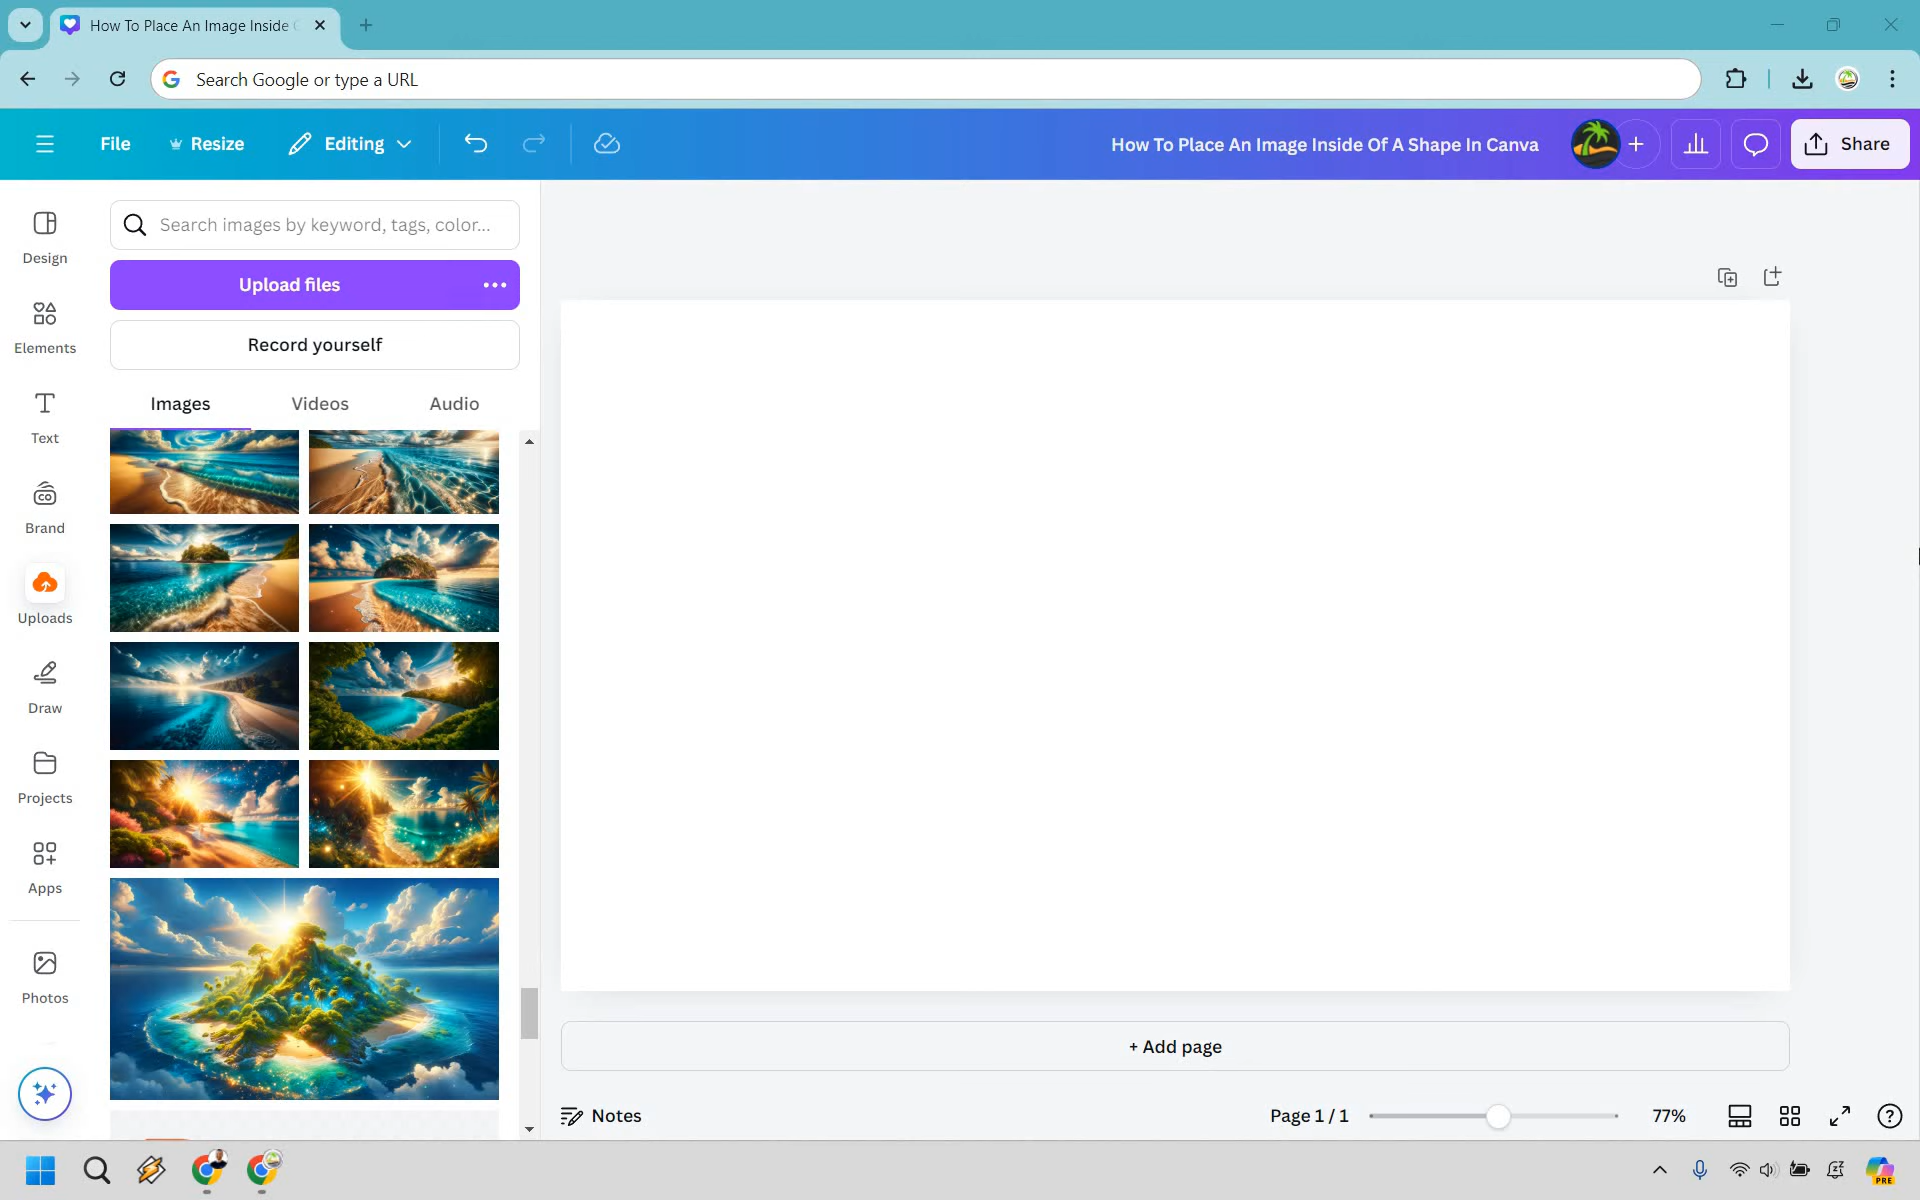 How To Place An Image Inside
Search Google or type a URL
File
Resize
Editing
How To Place An Image Inside Of A Shape In Canva
Share
Design
Elements
Text
CO
Brand
Uploads
Draw
Projects
Apps
Photos
Search images by keyword, tags, color...
Upload files
Record yourself
Images
Videos
Audio
+ Add page
Notes
Page 1 / 1
77%
PRE